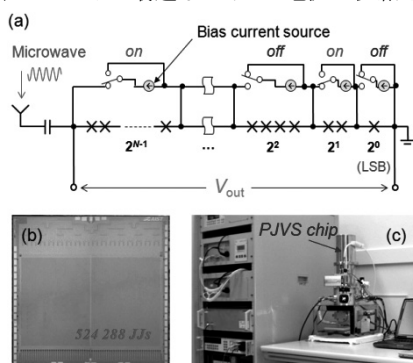 (a)
Bias current source
Microwave
on
off
on
off
2^{N-1}
...
2^2
2^1
2^0
(LSB)
V_out
(b)
524 288 JJs
PJVS chip
(c)